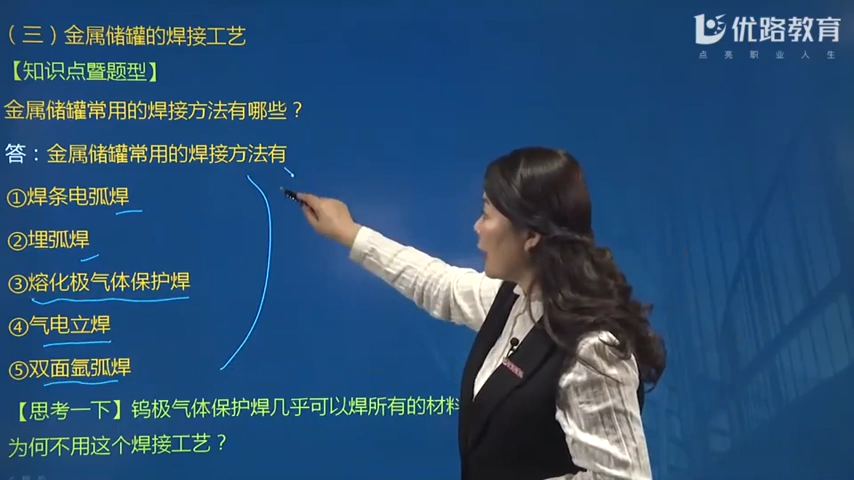 （三）金属储罐的焊接工艺
优路教育
点亮职业人生
【知识点暨题型】
金属储罐常用的焊接方法有哪些？
答：金属储罐常用的焊接方法有
①焊条电弧焊
②埋弧焊
③熔化极气体保护焊
④气电立焊
⑤双面氩弧焊
【思考一下】钨极气体保护焊几乎可以焊所有的材料
为何不用这个焊接工艺？